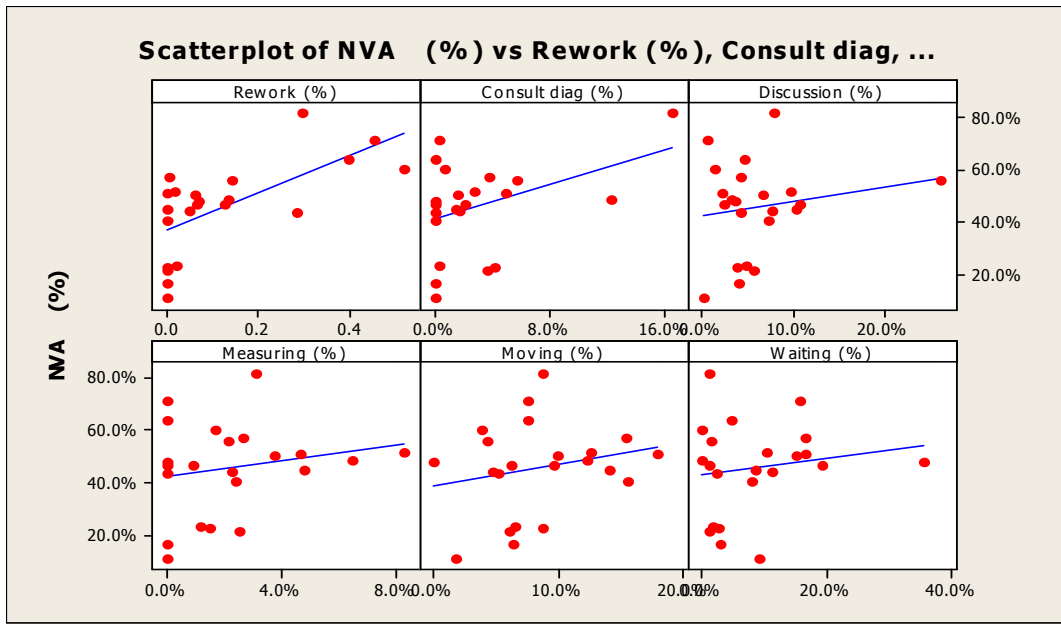 Scatterplot of NVA (%) vs Rework (%), Consult diag, ...
Rework (%) Consult diag (%) Discussion (%)
80.0%
60.0%
40.0%
20.0%
0.0 0.2 0.4 0.0% 8.0% 16.0% 0.0% 10.0% 20.0%
NVA (%)
Measuring (%) Moving (%) Waiting (%)
80.0%
60.0%
40.0%
20.0%
0.0% 4.0% 8.0% 0.0% 10.0% 20.0% 0.0% 20.0% 40.0%